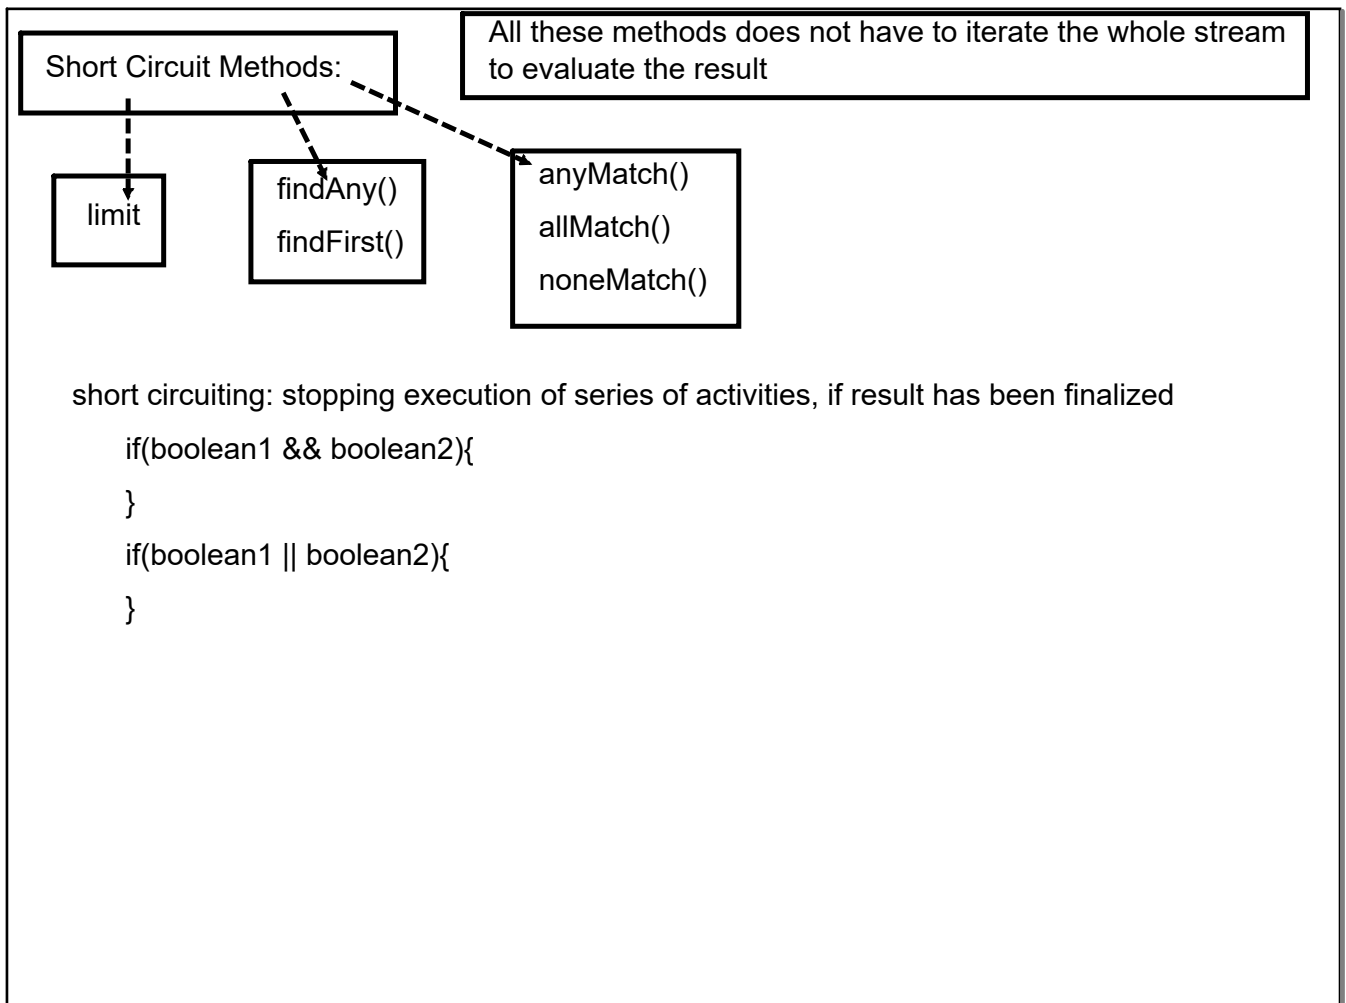 Short Circuit Methods:
All these methods does not have to iterate the whole stream
to evaluate the result
limit
findAny()
findFirst()
anyMatch()
allMatch()
noneMatch()
short circuiting: stopping execution of series of activities, if result has been finalized
if(boolean1 && boolean2){
}
if(boolean1 || boolean2){
}